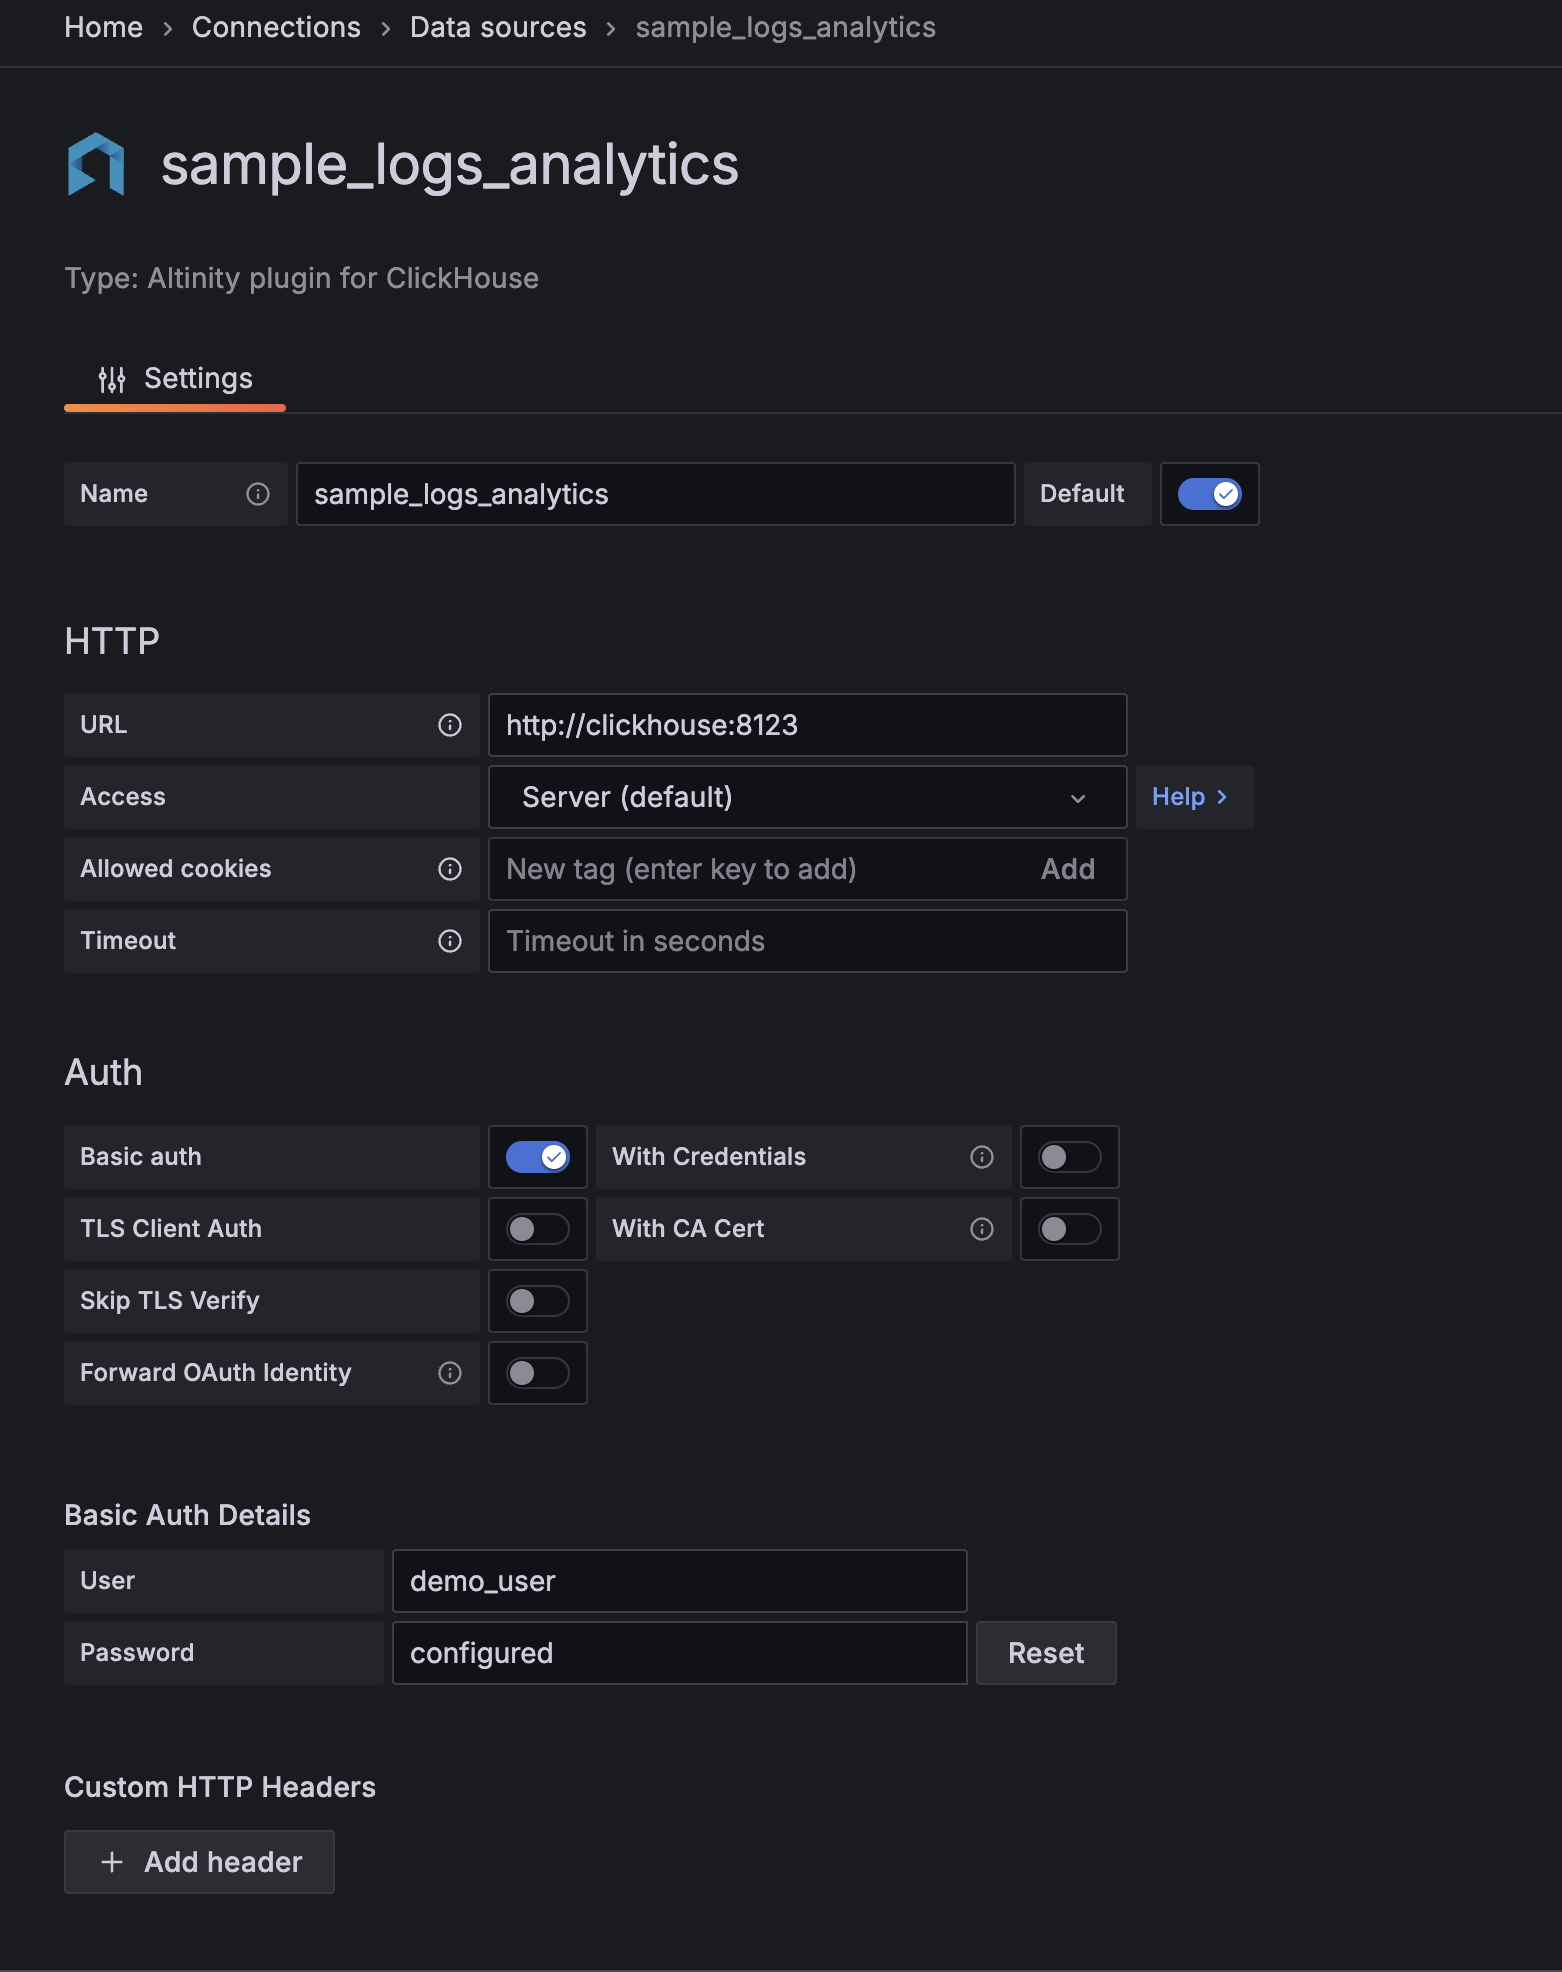 Home > Connections > Data sources > sample_logs_analytics
sample_logs_analytics
Type: Altinity plugin for ClickHouse
Settings
Name sample_logs_analytics Default
HTTP
URL http://clickhouse:8123
Access Server (default) Help >
Allowed cookies New tag (enter key to add) Add
Timeout Timeout in seconds
Auth
Basic auth With Credentials
TLS Client Auth With CA Cert
Skip TLS Verify
Forward OAuth Identity
Basic Auth Details
User demo_user
Password configured Reset
Custom HTTP Headers
+ Add header